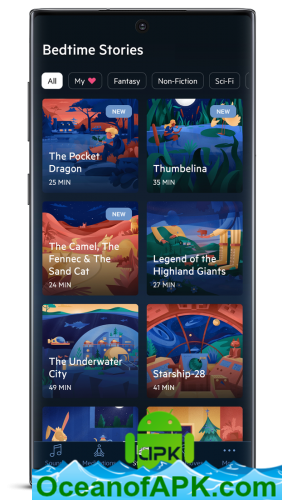 Bedtime Stories
All
My
Fantasy
Non-Fiction
Sci-Fi
NEW
The Pocket
Dragon
25 MIN
NEW
Thumbelina
35 MIN
NEW
The Camel, The
Fennec & The
Sand Cat
24 MIN
Legend of the
Highland Giants
27 MIN
The Underwater
City
49 MIN
Starship-28
41 MIN
APK
OceanofAPK.com